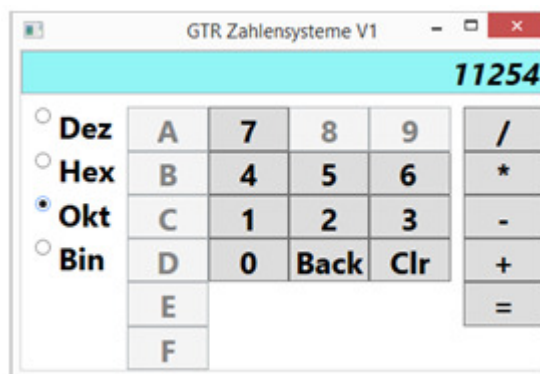 GTR Zahlensysteme V1
11254
Dez A 7 8 9 /
Hex B 4 5 6 *
Okt C 1 2 3 -
Bin D 0 Back Clr +
E =
F